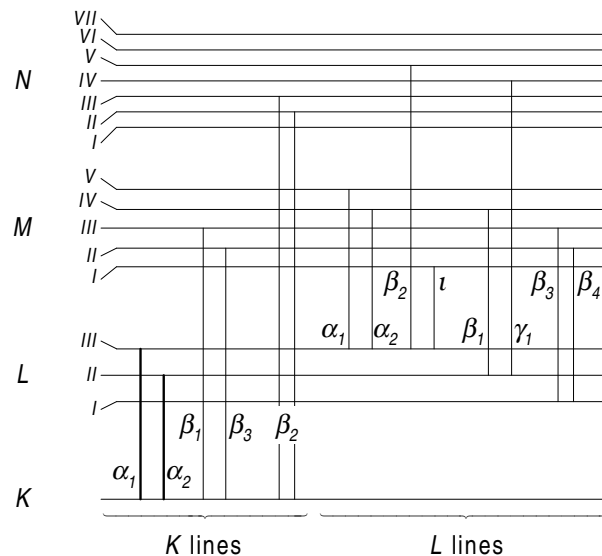 VII
VI
V
N IV
III
II
I
V
IV
M III
II
I
β₂ ι β₃ β₄
α₁ α₂ β₁ γ₁
III
L II
I
β₁ β₃ β₂
α₁ α₂
K
K lines L lines